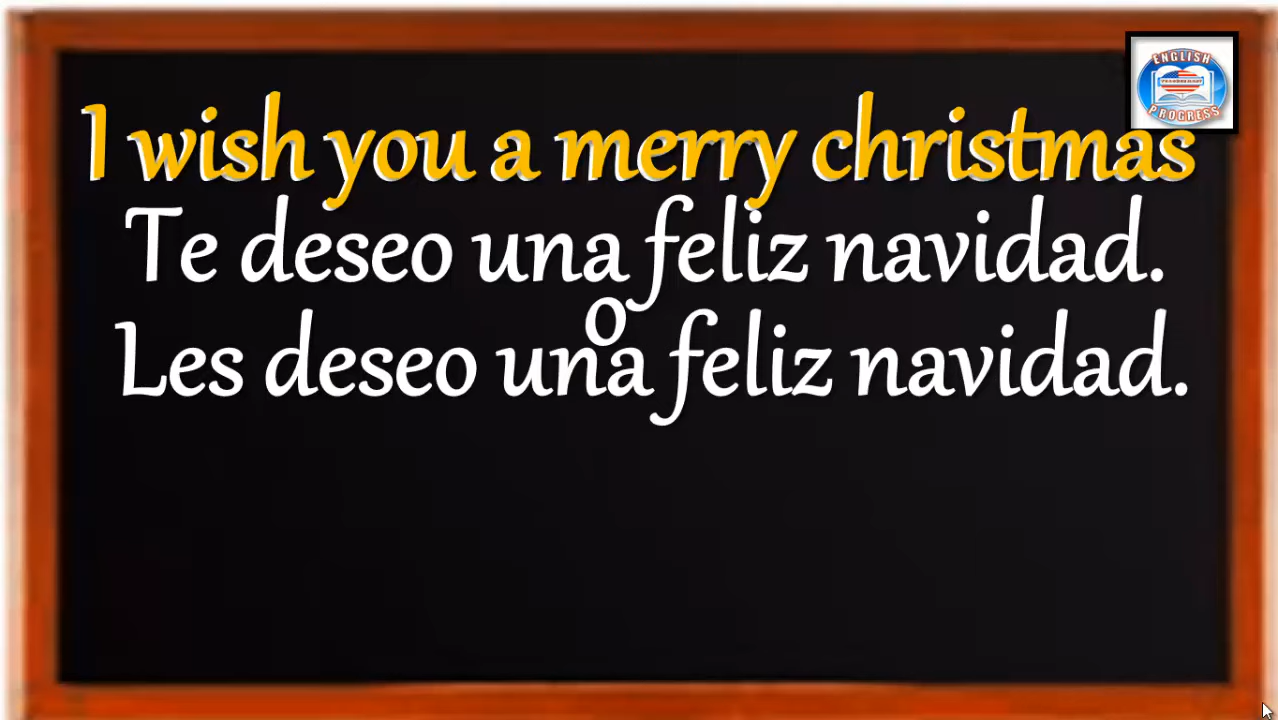 ENGLISH
PROGRESS
I wish you a merry christmas
Te deseo una feliz navidad.
o
Les deseo una feliz navidad.